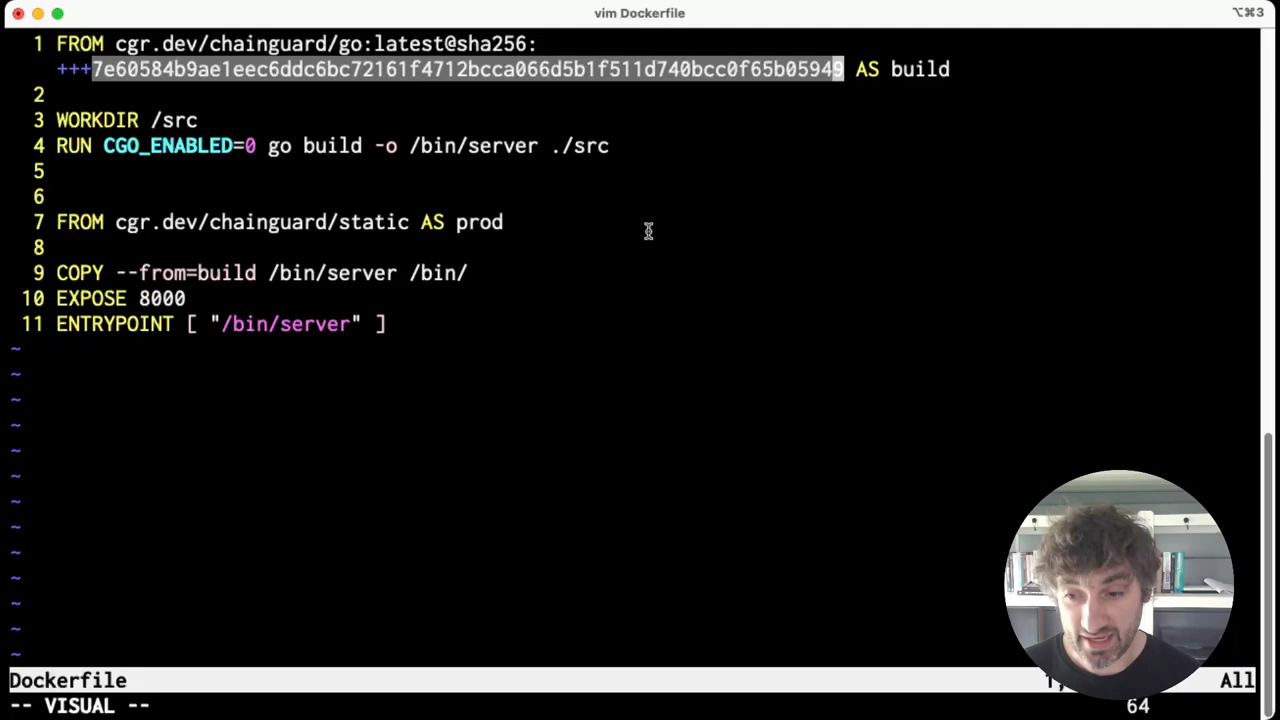 vim Dockerfile
⌥⌘3
1 FROM cgr.dev/chainguard/go:latest@sha256:
+++7e60584b9ae1eec6ddc6bc72161f4712bcca066d5b1f511d740bcc0f65b05949 AS build
2
3 WORKDIR /src
4 RUN CGO_ENABLED=0 go build -o /bin/server ./src
5
6
7 FROM cgr.dev/chainguard/static AS prod
8
9 COPY --from=build /bin/server /bin/
10 EXPOSE 8000
11 ENTRYPOINT [ "/bin/server" ]
~
~
~
~
~
~
~
~
~
~
~
~
~
Dockerfile 1, All
-- VISUAL -- 64